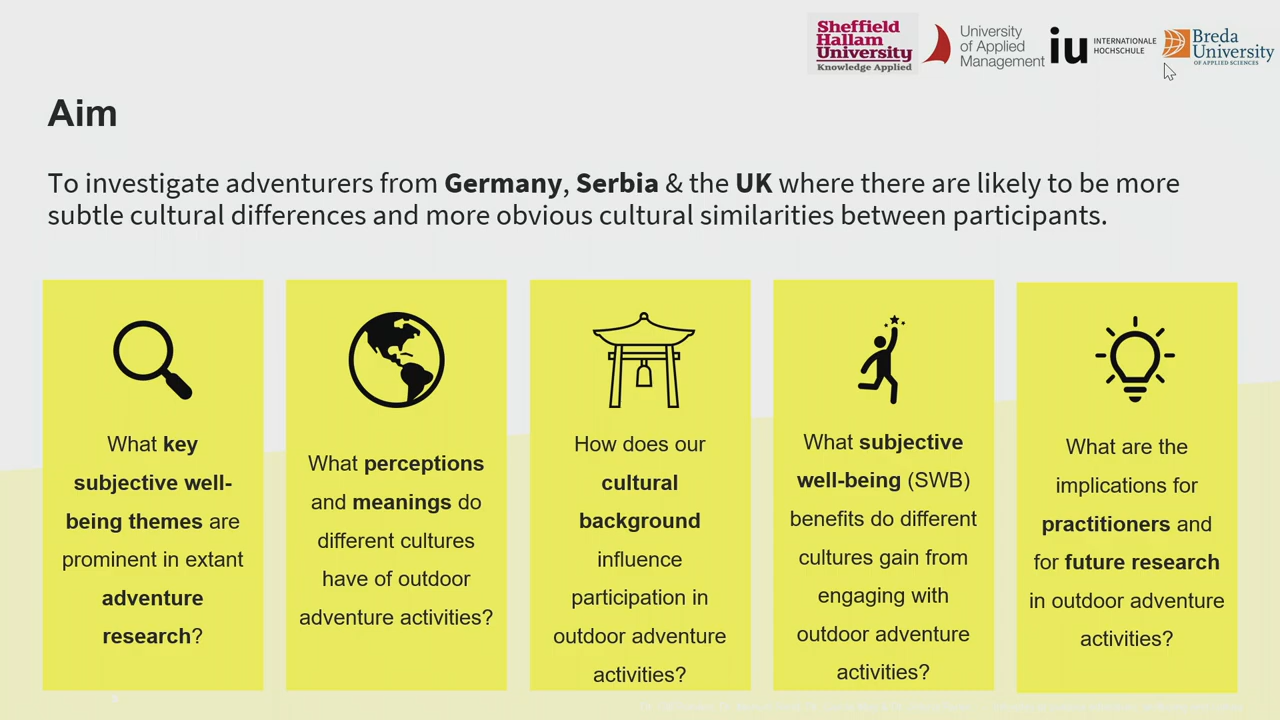 Sheffield
Hallam
University
Knowledge Applied
University
of Applied
Management
iu INTERNATIONALE
HOCHSCHULE
Breda
University
OF APPLIED SCIENCES
Aim
To investigate adventurers from Germany, Serbia & the UK where there are likely to be more
subtle cultural differences and more obvious cultural similarities between participants.
What key
subjective well-
being themes are
prominent in extant
adventure
research?
What perceptions
and meanings do
different cultures
have of outdoor
adventure activities?
How does our
cultural
background
influence
participation in
outdoor adventure
activities?
What subjective
well-being (SWB)
benefits do different
cultures gain from
engaging with
outdoor adventure
activities?
What are the
implications for
practitioners and
for future research
in outdoor adventure
activities?